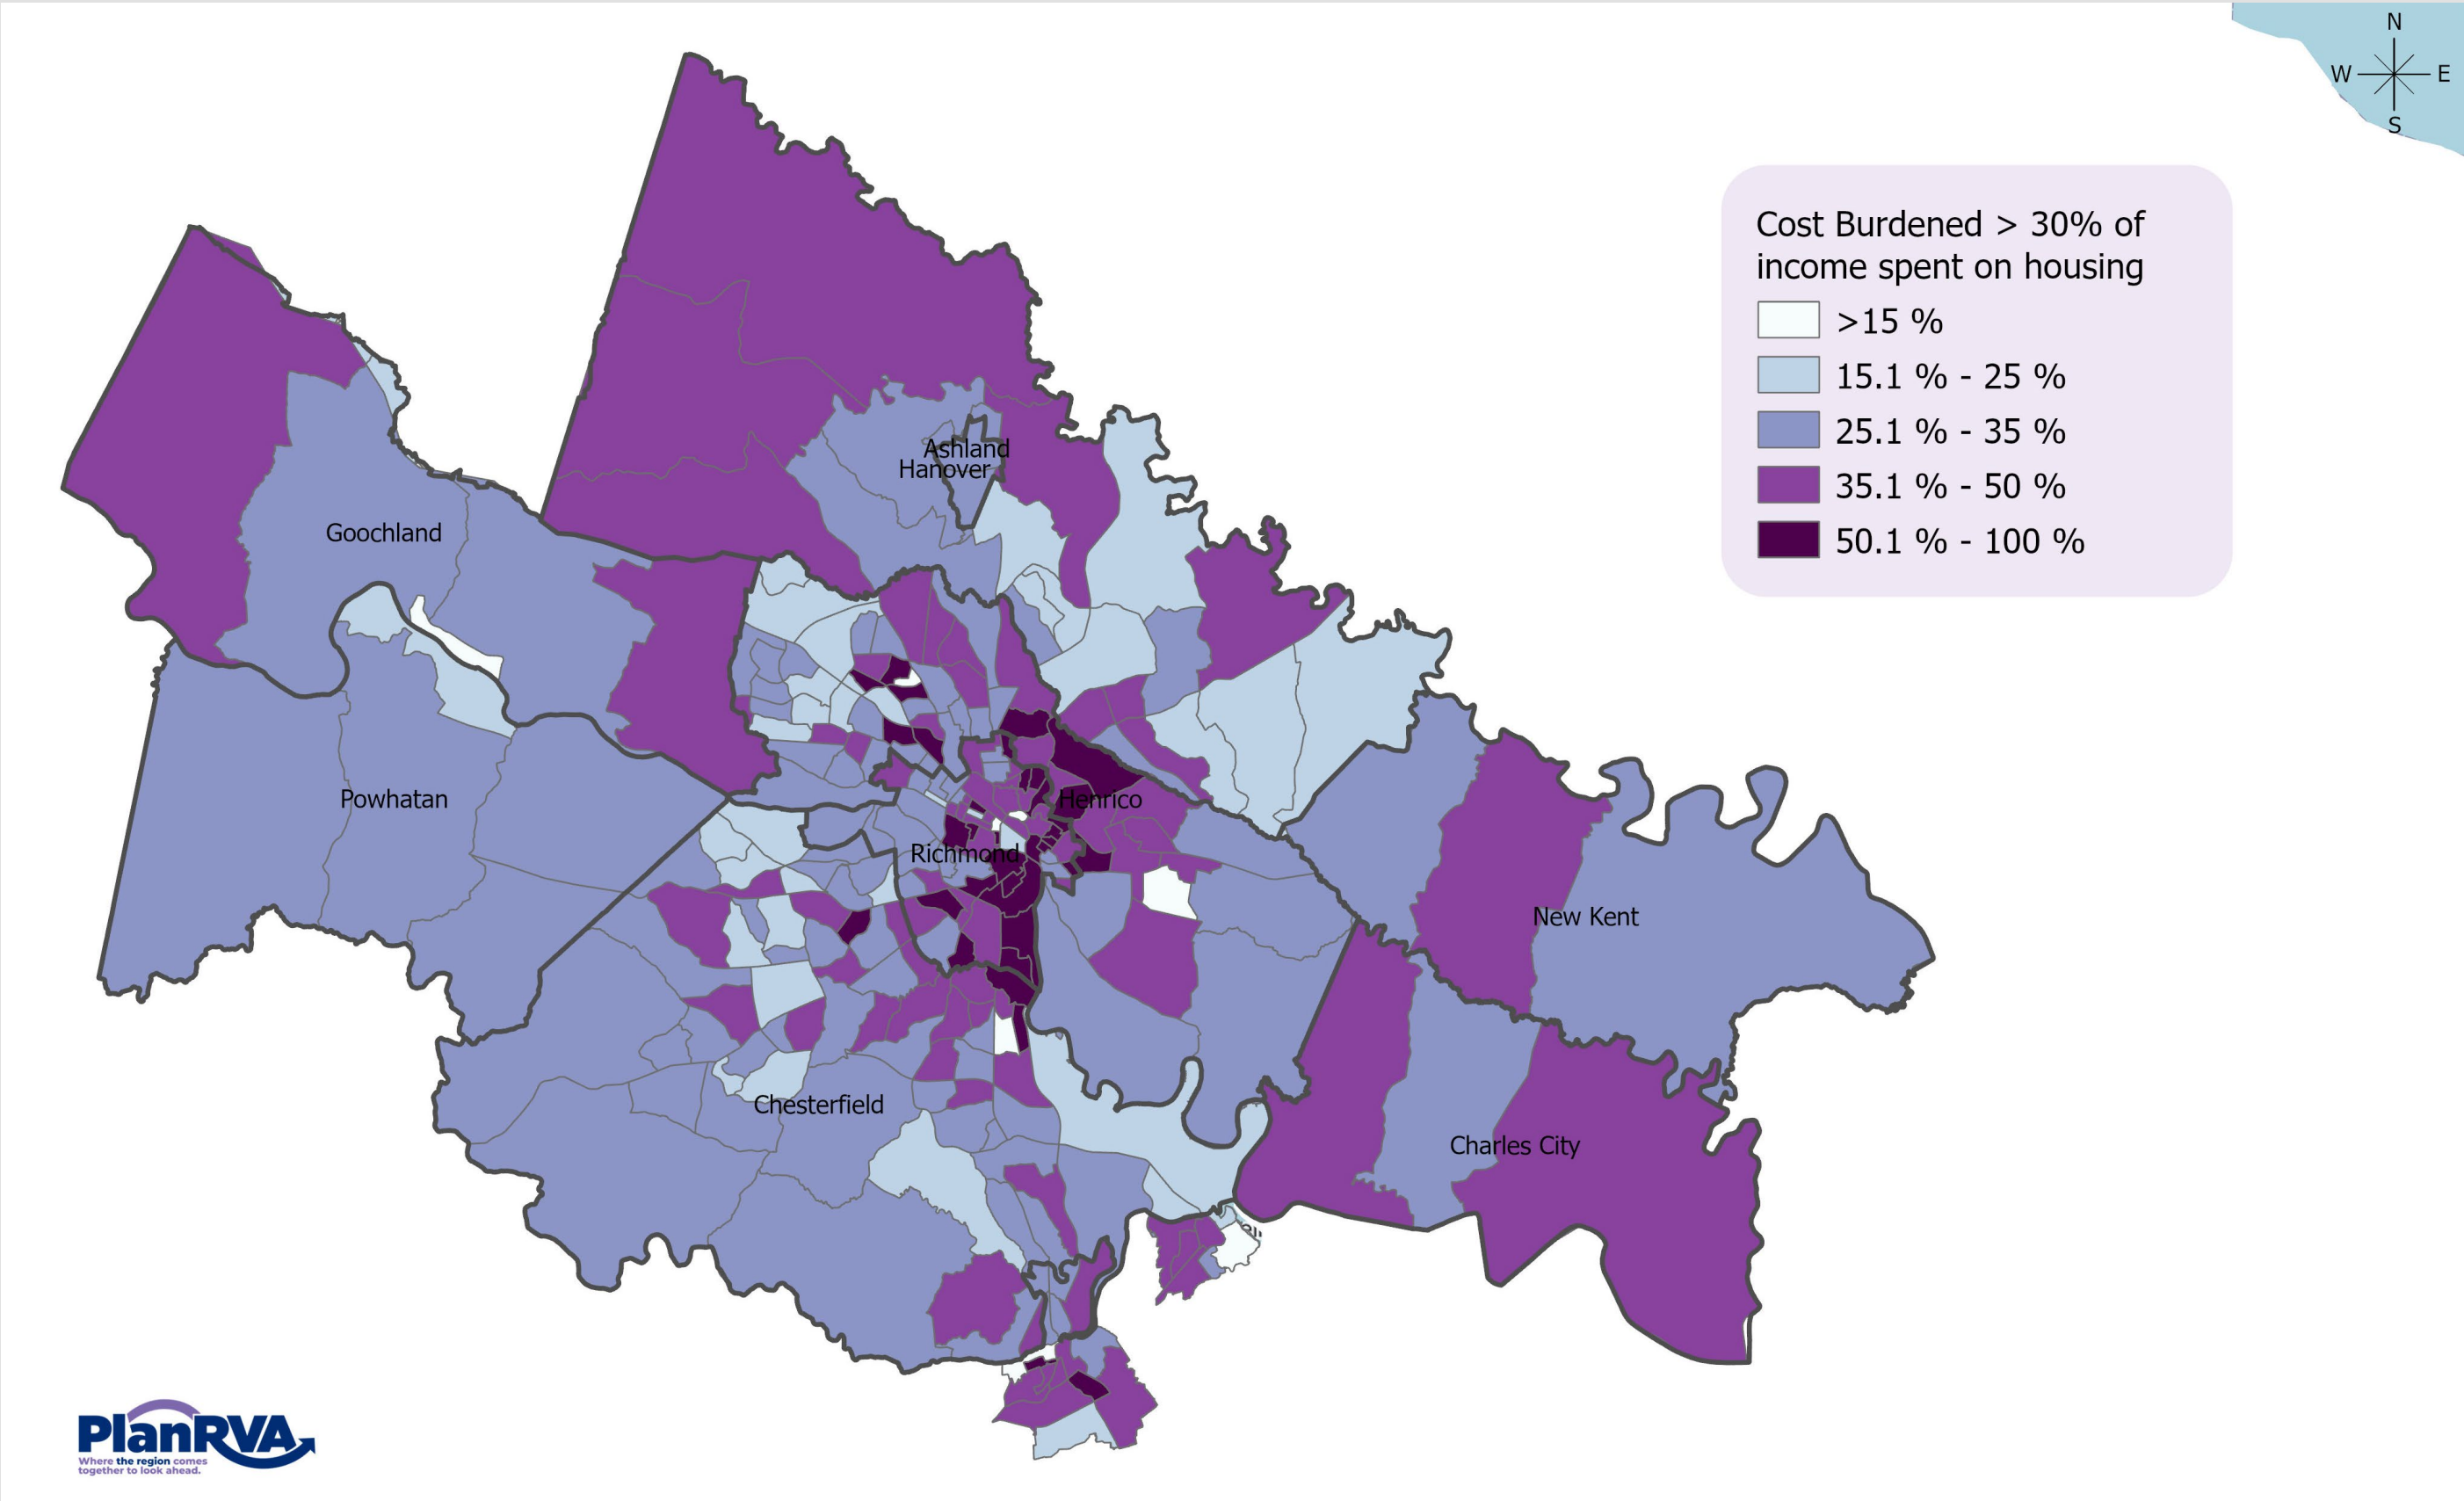 N
W E
S
Cost Burdened > 30% of
income spent on housing
>15 %
15.1 % - 25 %
25.1 % - 35 %
35.1 % - 50 %
50.1 % - 100 %
Ashland
Hanover
Goochland
Powhatan
Henrico
Richmond
New Kent
Chesterfield
Charles City
PlanRVA
Where the region comes
together to look ahead.